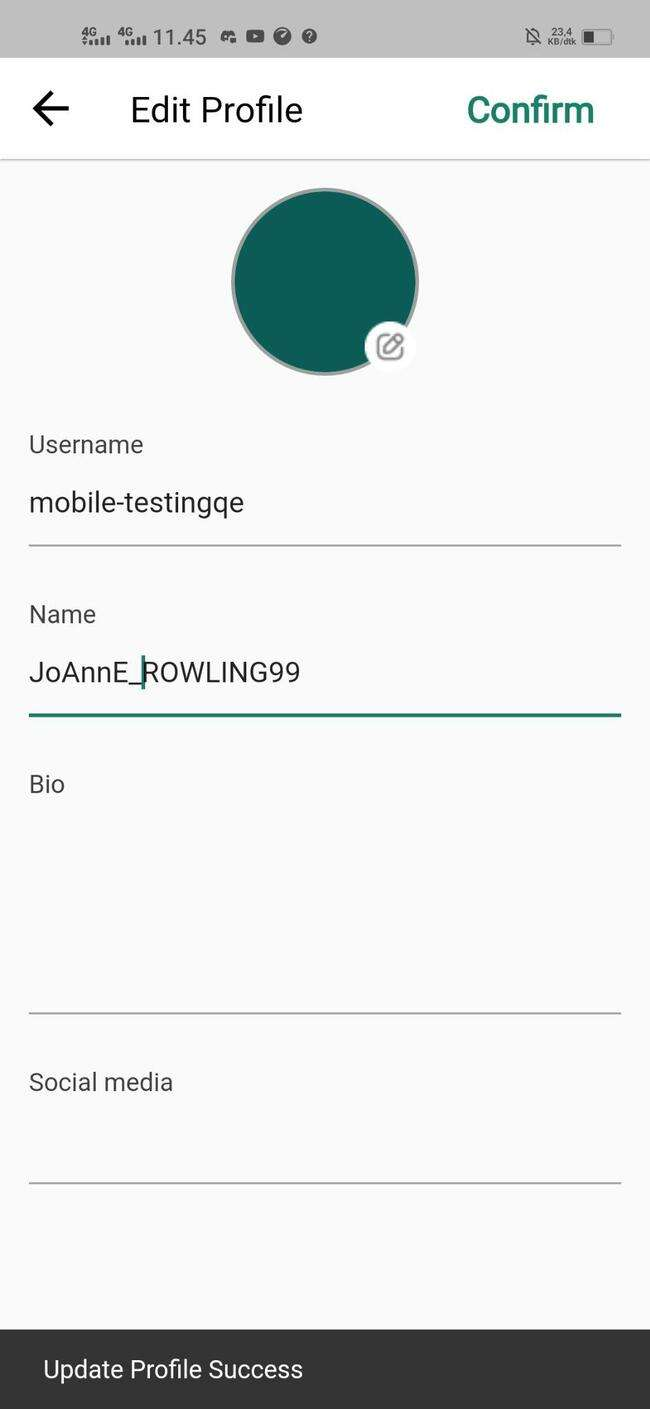 4G 4G 11.45 23,4
KB/dtk
Edit Profile Confirm
Username
mobile-testingqe
Name
JoAnnE_ROWLING99
Bio
Social media
Update Profile Success